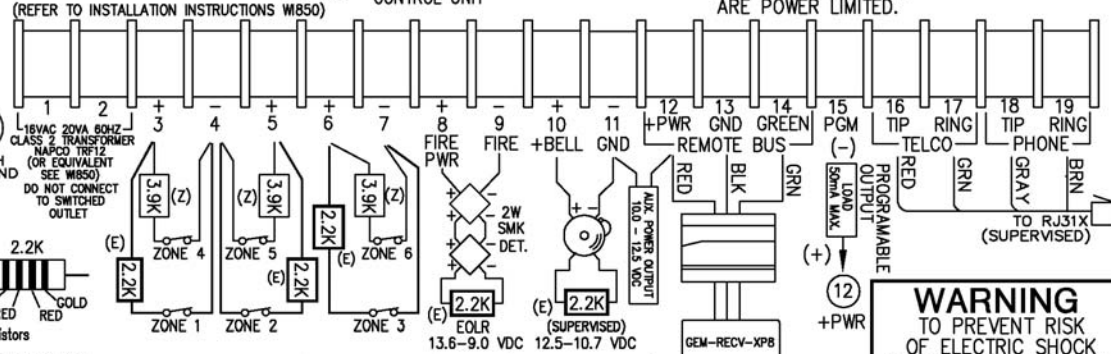 (REFER TO INSTALLATION INSTRUCTIONS WI850)
CONTROL UNIT
ARE POWER LIMITED.
1 2 3 4 5 6 7 8 9 10 11 12 13 14 15 16 17 18 19
+ − + + − + − + −
16VAC 20VA 60HZ
CLASS 2 TRANSFORMER
NAPCO TRF12
(OR EQUIVALENT
SEE WI850)
DO NOT CONNECT
TO SWITCHED
OUTLET
FIRE
PWR
FIRE
+BELL
GND
+PWR
GND
GREEN
REMOTE BUS
PGM
(−)
TIP
RING
TELCO
TIP
RING
PHONE
3.9K
(Z)
ZONE 4
(E)
2.2K
ZONE 1
3.9K
(Z)
ZONE 5
(E)
2.2K
ZONE 2
2.2K
(E)
3.9K
(Z)
ZONE 6
ZONE 3
+ −
+ −
2W
SMK
DET.
+ −
+ −
(E)
2.2K
EOLR
13.6-9.0 VDC
+ −
(E)
2.2K
(SUPERVISED)
12.5-10.7 VDC
AUX. POWER OUTPUT
10.0 - 12.5 VDC
RED
BLK
GRN
GEM-RECV-XP8
LOAD
50mA MAX.
(+)
12
+PWR
PROGRAMABLE
OUTPUT
RED
GRN
GRAY
BRN
TO RJ31X
(SUPERVISED)
2.2K
GOLD
RED
WARNING
TO PREVENT RISK
OF ELECTRIC SHOCK